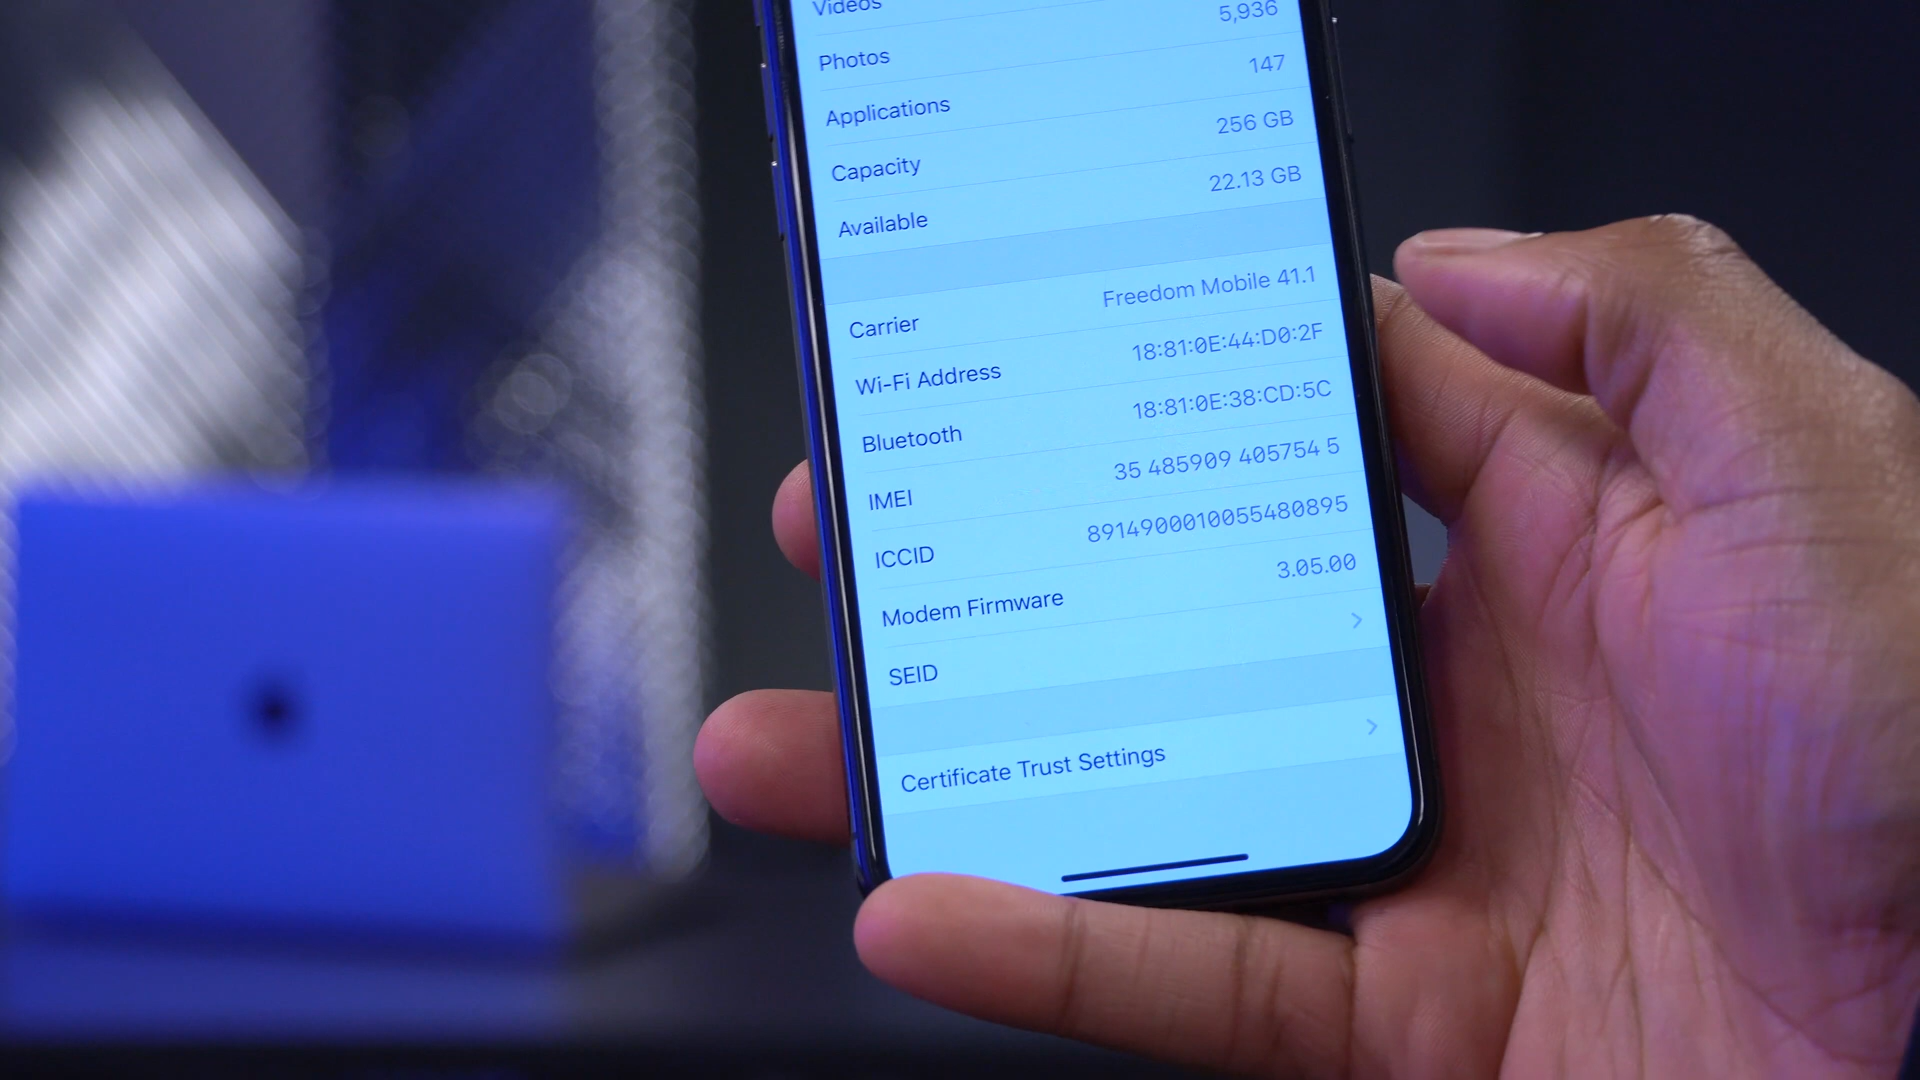 Videos
Photos 5,936
Applications 147
Capacity 256 GB
Available 22.13 GB
Carrier Freedom Mobile 41.1
Wi-Fi Address 18:81:0E:44:D0:2F
Bluetooth 18:81:0E:38:CD:5C
IMEI 35 485909 405754 5
ICCID 8914900010055480895
Modem Firmware 3.05.00
SEID
Certificate Trust Settings